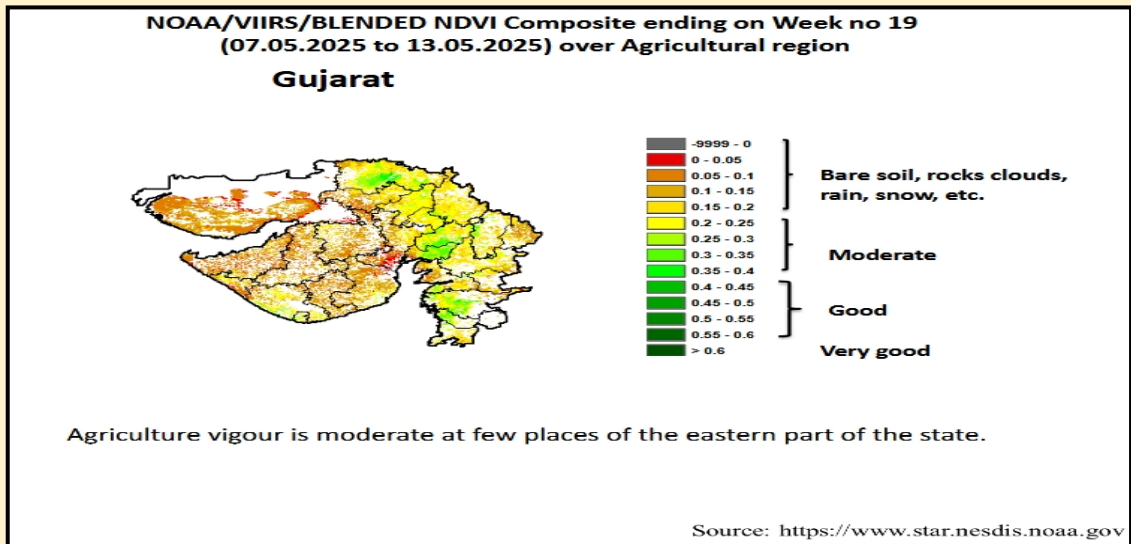 NOAA/VIIRS/BLENDED NDVI Composite ending on Week no 19
(07.05.2025 to 13.05.2025) over Agricultural region
Gujarat
-9999 - 0
0 - 0.05
0.05 - 0.1
0.1 - 0.15
0.15 - 0.2
0.2 - 0.25
0.25 - 0.3
0.3 - 0.35
0.35 - 0.4
0.4 - 0.45
0.45 - 0.5
0.5 - 0.55
0.55 - 0.6
> 0.6
Bare soil, rocks clouds,
rain, snow, etc.
Moderate
Good
Very good
Agriculture vigour is moderate at few places of the eastern part of the state.
Source: https://www.star.nesdis.noaa.gov